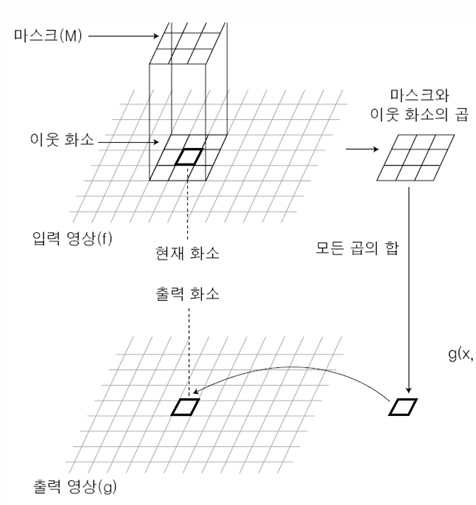 마스크(M)
마스크와
이웃 화소의 곱
이웃 화소
입력 영상(f)
현재 화소
모든 곱의 합
출력 화소
g(x,
출력 영상(g)